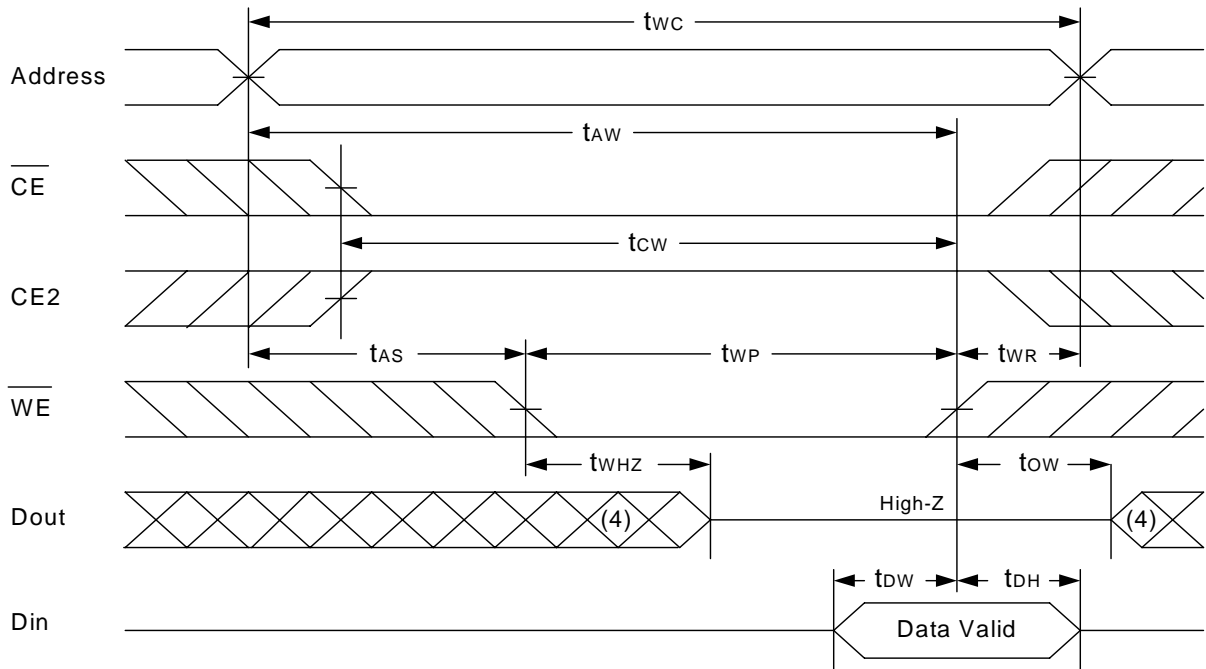 tWC
Address
tAW
CE
tCW
CE2
tAS tWP tWR
WE
tWHZ tOW
Dout (4) High-Z (4)
tDW tDH
Din Data Valid